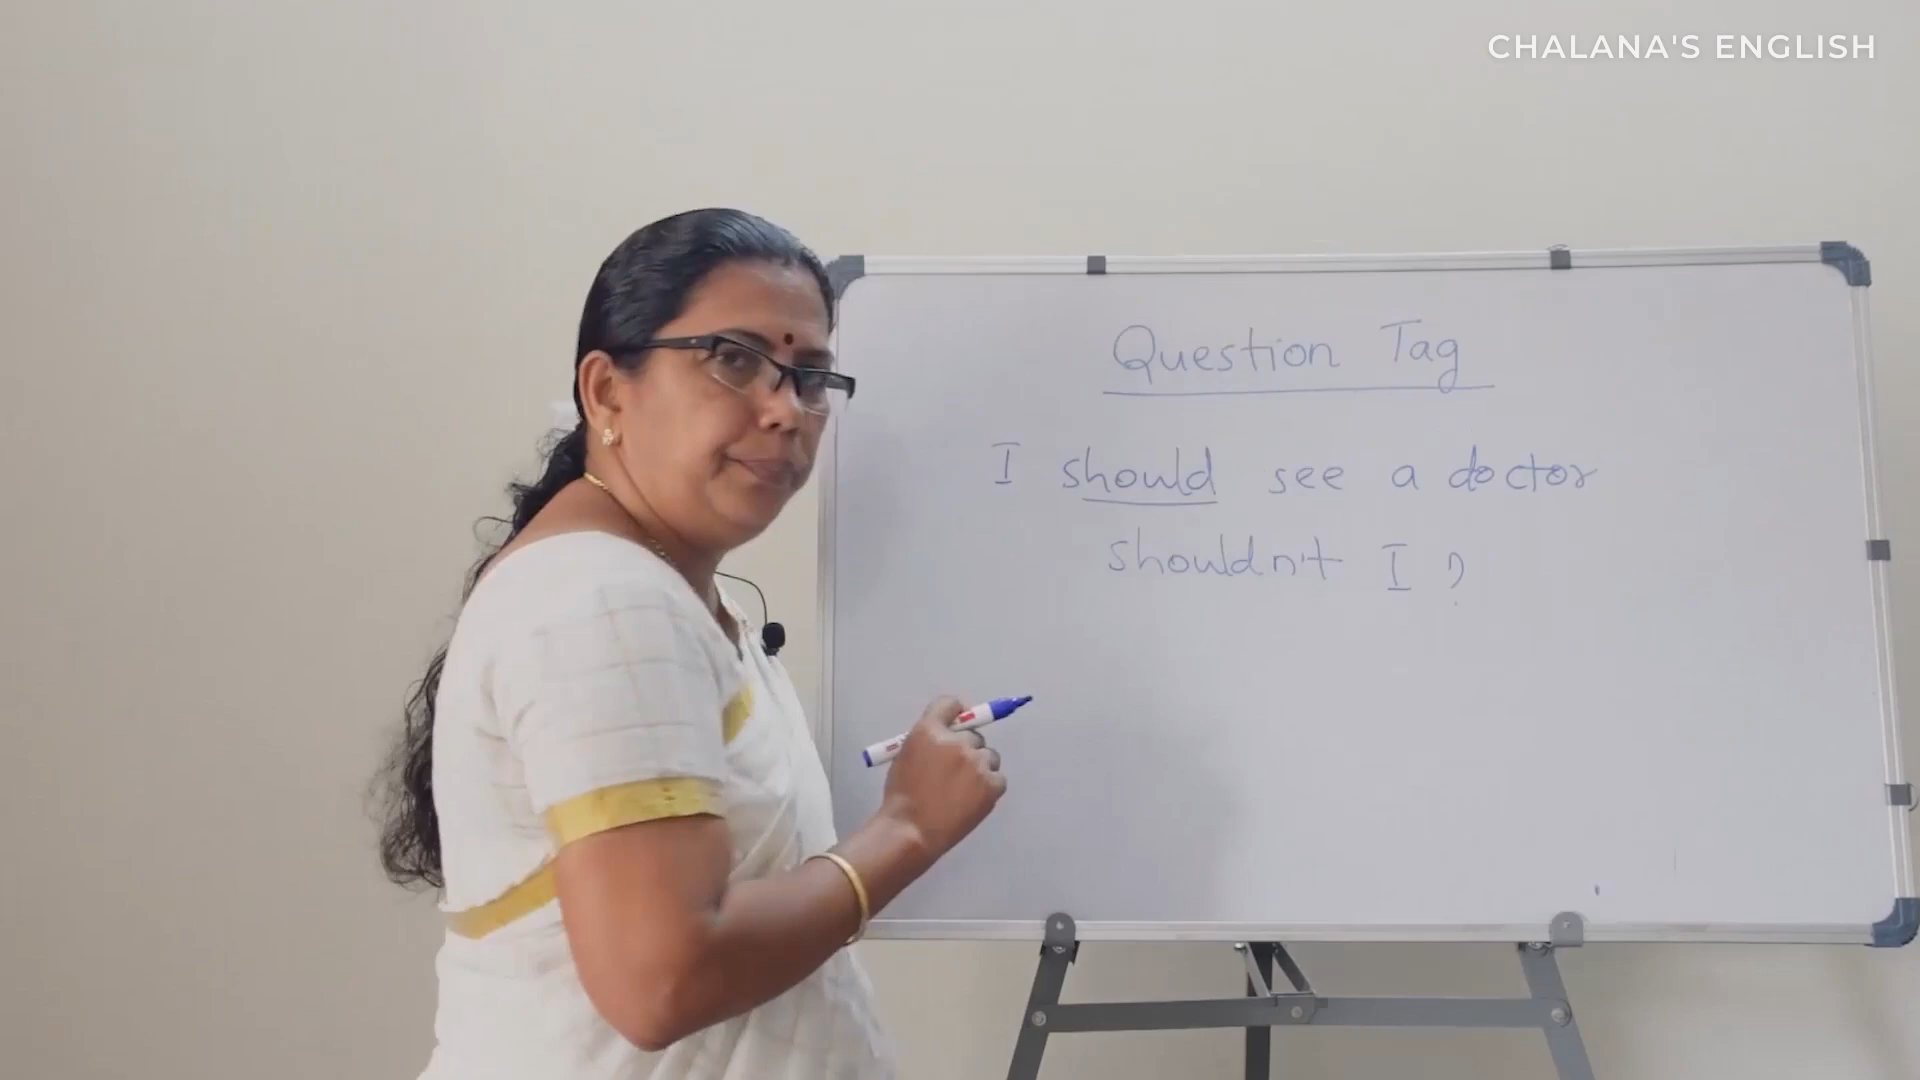 CHALANA'S ENGLISH
Question Tag
I should see a doctor
shouldn't I ?